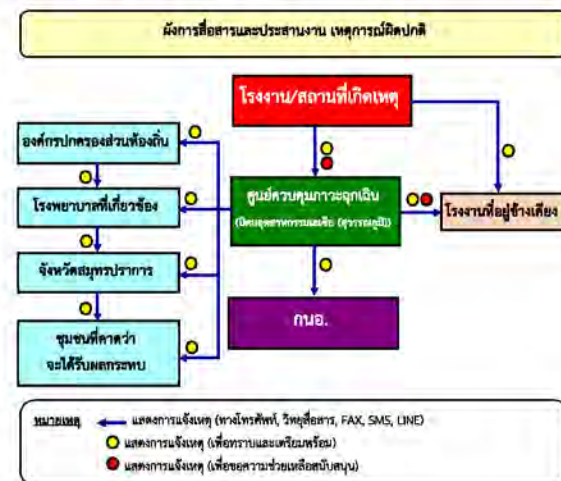 ผังการสื่อสารและประสานงาน เหตุการณ์ผิดปกติ
โรงงาน/สถานที่เกิดเหตุ
องค์กรปกครองส่วนท้องถิ่น
โรงพยาบาลที่เกี่ยวข้อง
ศูนย์ควบคุมภาวะฉุกเฉิน
(นิคมอุตสาหกรรมเอเชีย (สุวรรณภูมิ))
โรงงานที่อยู่ข้างเคียง
จังหวัดสมุทรปราการ
กนอ.
ชุมชนที่คาดว่า
จะได้รับผลกระทบ
หมายเหตุ แสดงการแจ้งเหตุ (ทางโทรศัพท์, วิทยุสื่อสาร, FAX, SMS, LINE)
แสดงการแจ้งเหตุ (เพื่อทราบและเตรียมพร้อม)
แสดงการแจ้งเหตุ (เพื่อขอความช่วยเหลือสนับสนุน)